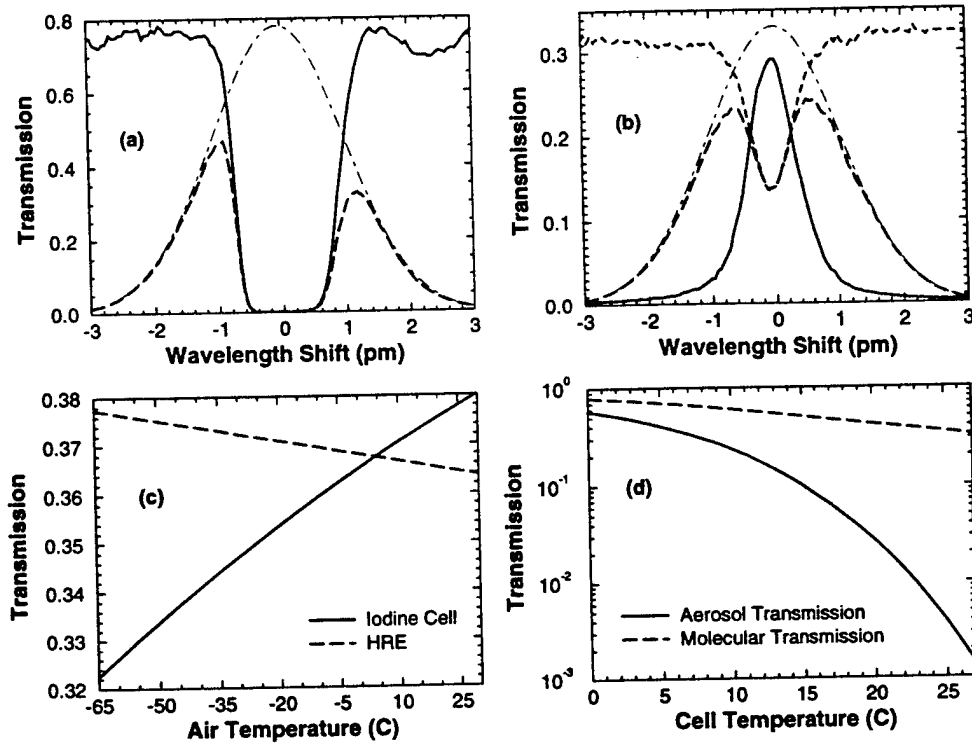 0.8
0.6
0.4
0.2
0.0
Transmission
(a)
-3 -2 -1 0 1 2 3
Wavelength Shift (pm)
0.3
0.2
0.1
0.0
Transmission
(b)
-3 -2 -1 0 1 2 3
Wavelength Shift (pm)
0.38
0.37
0.36
0.35
0.34
0.33
0.32
Transmission
(c)
Iodine Cell
HRE
-65 -35 -5 10 25
Air Temperature (C)
10^0
10^-1
10^-2
10^-3
Transmission
(d)
Aerosol Transmission
Molecular Transmission
0 5 10 15 20 25
Cell Temperature (C)